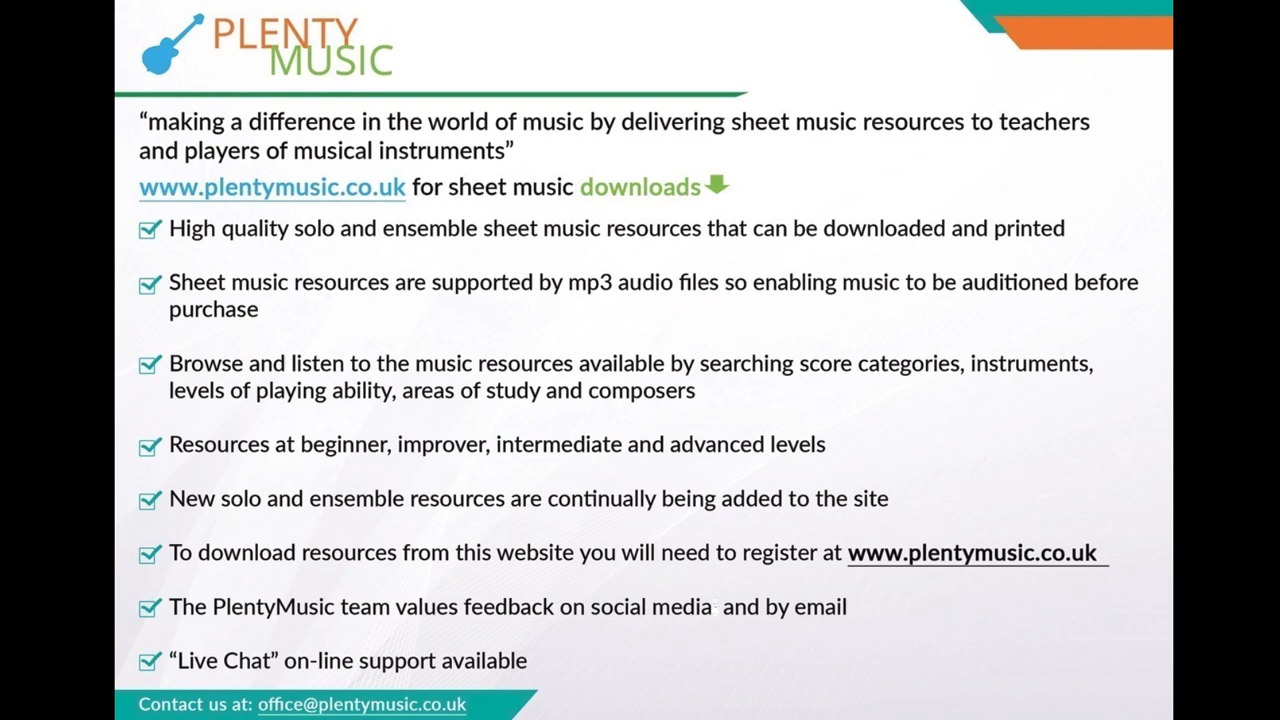 PLENTY
MUSIC
“making a difference in the world of music by delivering sheet music resources to teachers
and players of musical instruments”
www.plentymusic.co.uk for sheet music downloads
High quality solo and ensemble sheet music resources that can be downloaded and printed
Sheet music resources are supported by mp3 audio files so enabling music to be auditioned before
purchase
Browse and listen to the music resources available by searching score categories, instruments,
levels of playing ability, areas of study and composers
Resources at beginner, improver, intermediate and advanced levels
New solo and ensemble resources are continually being added to the site
To download resources from this website you will need to register at www.plentymusic.co.uk
The PlentyMusic team values feedback on social media and by email
“Live Chat” on-line support available
Contact us at: office@plentymusic.co.uk